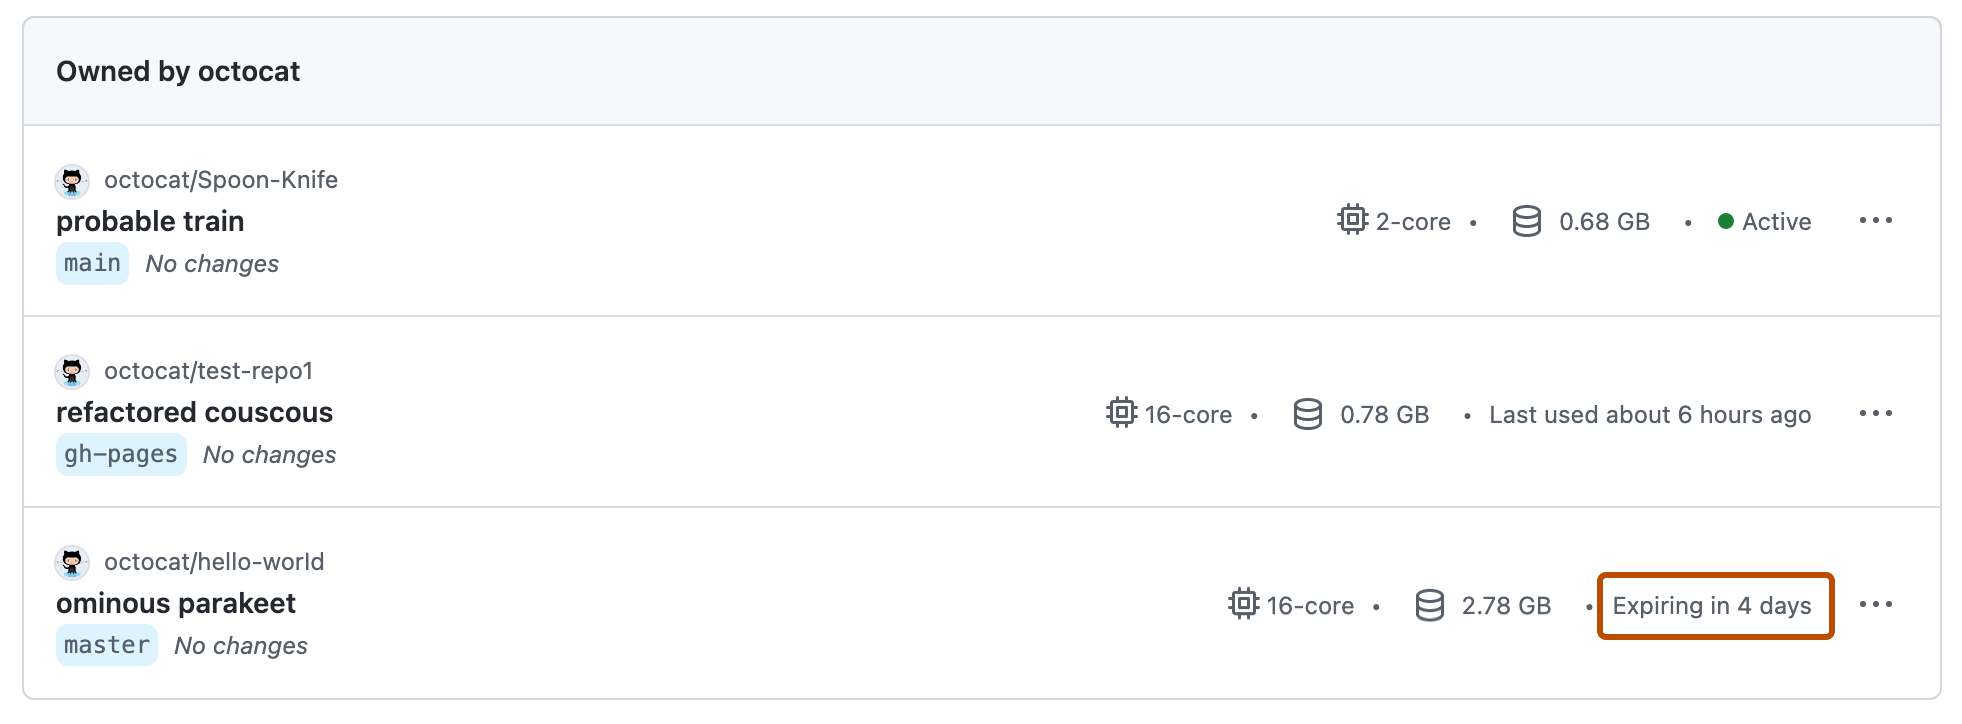 Owned by octocat
octocat/Spoon-Knife
probable train
main No changes
2-core • 0.68 GB • Active
octocat/test-repo1
refactored couscous
gh-pages No changes
16-core • 0.78 GB • Last used about 6 hours ago
octocat/hello-world
ominous parakeet
master No changes
16-core • 2.78 GB • Expiring in 4 days